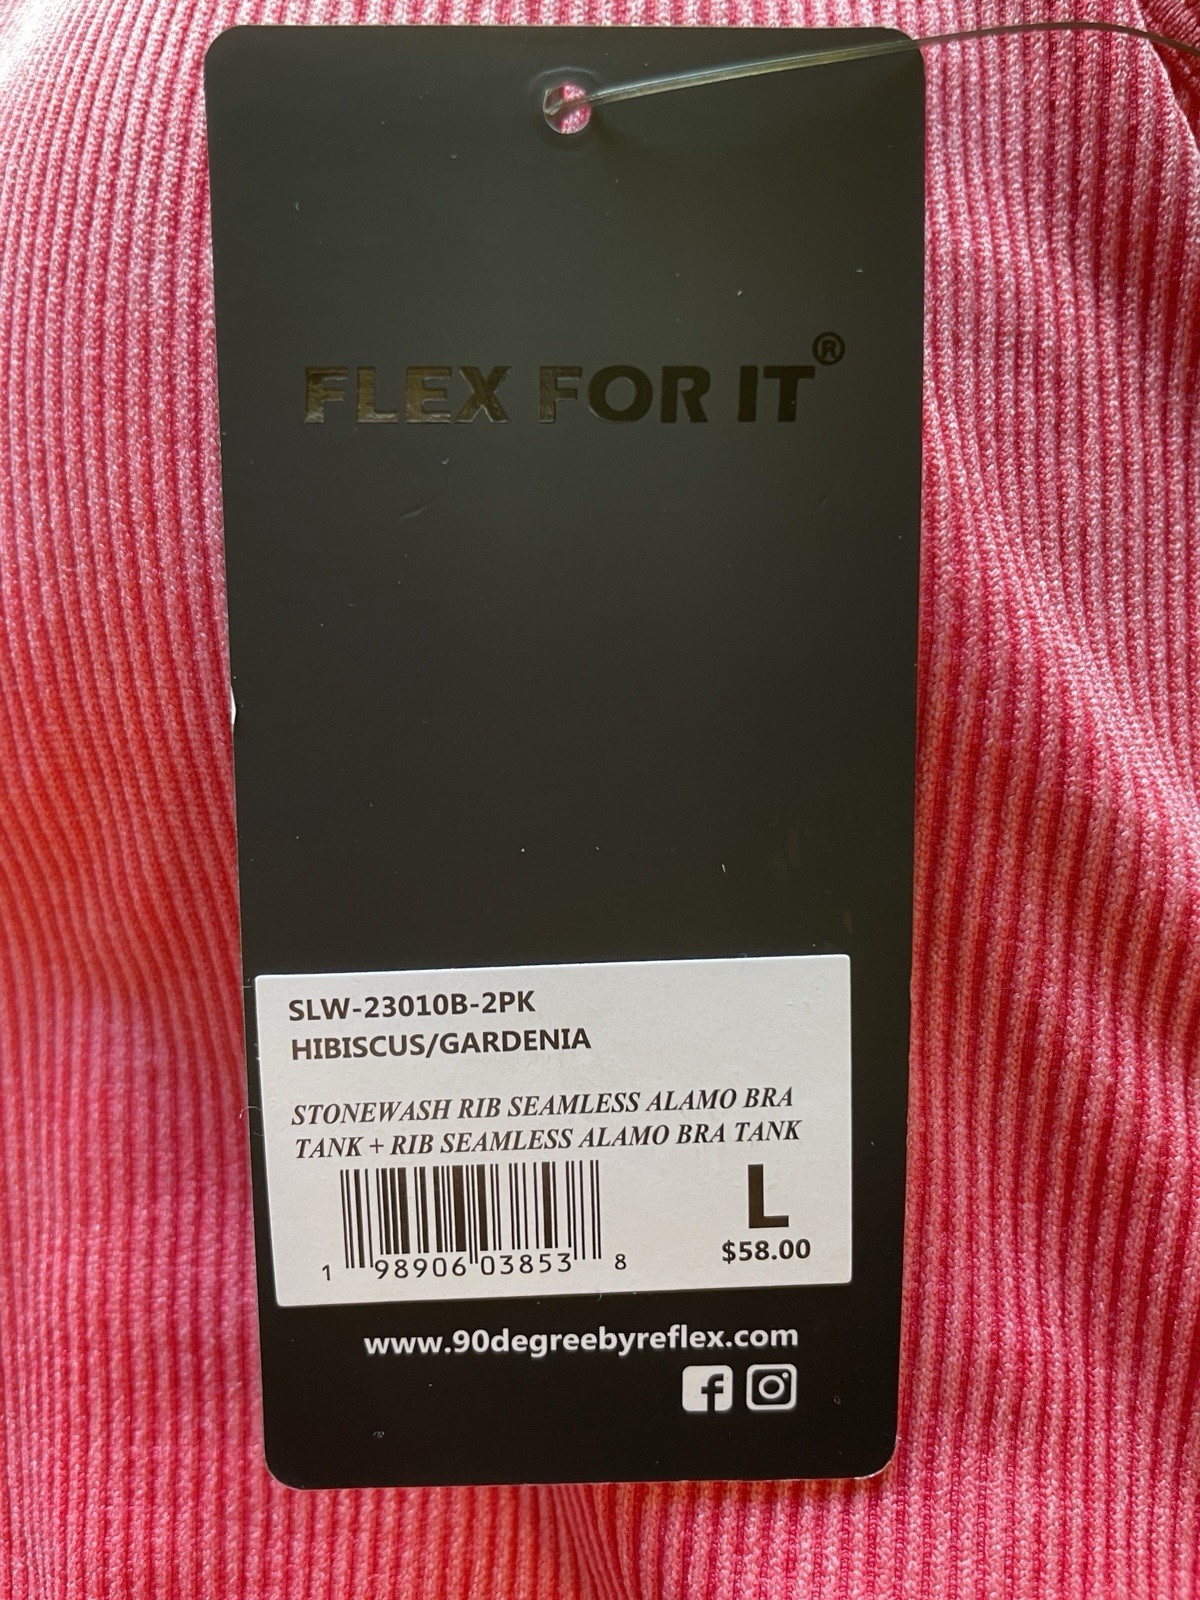 FLEX FOR IT®
SLW-23010B-2PK
HIBISCUS/GARDENIA
STONEWASH RIB SEAMLESS ALAMO BRA
TANK + RIB SEAMLESS ALAMO BRA TANK
L
$58.00
1 98906 03853 8
www.90degreebyreflex.com